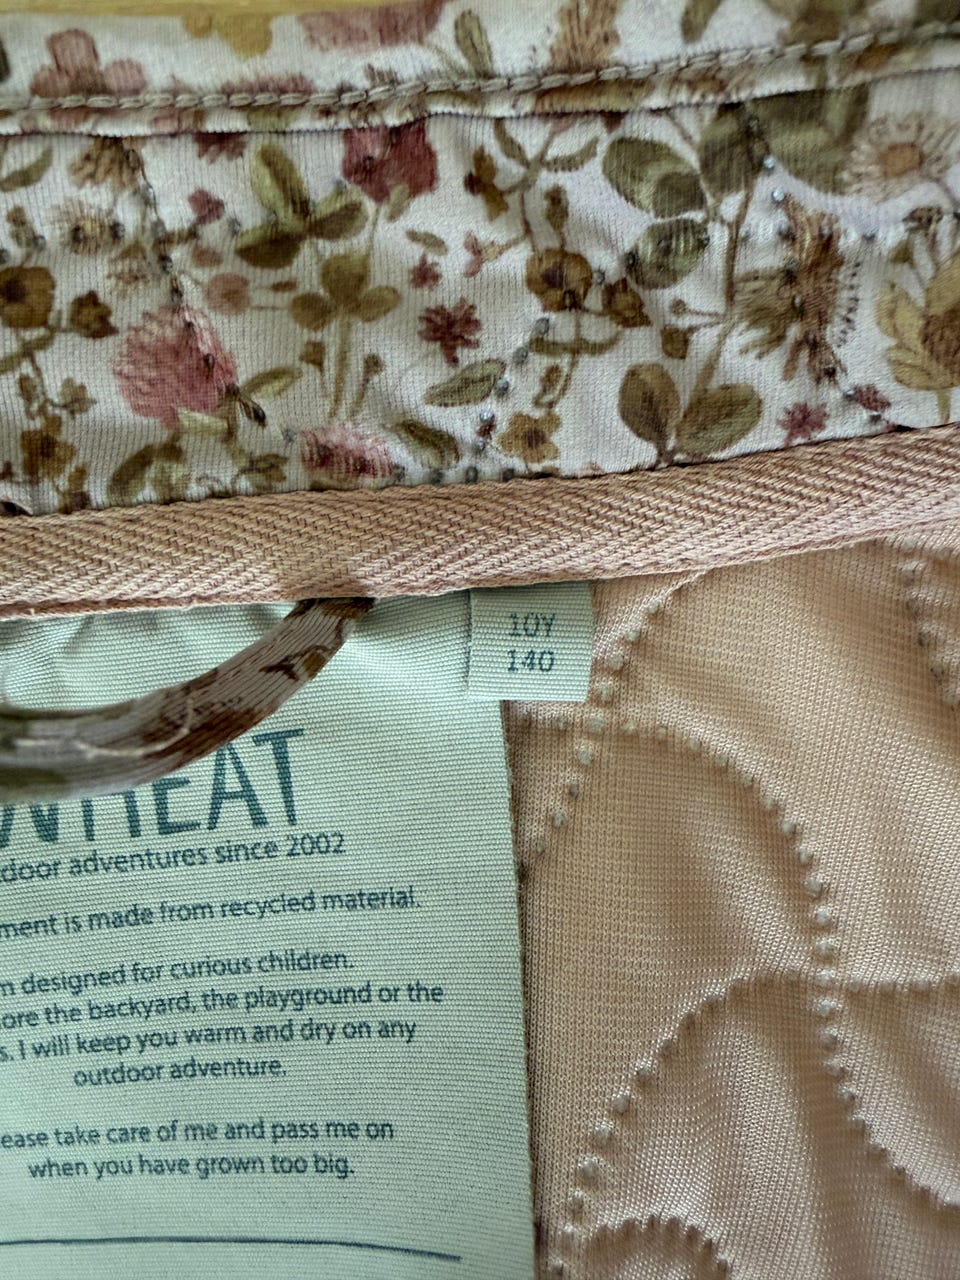 10Y
140
WHEAT
door adventures since 2002
ment is made from recycled material.
designed for curious children.
ore the backyard, the playground or the
s. I will keep you warm and dry on any
outdoor adventure.
ease take care of me and pass me on
when you have grown too big.